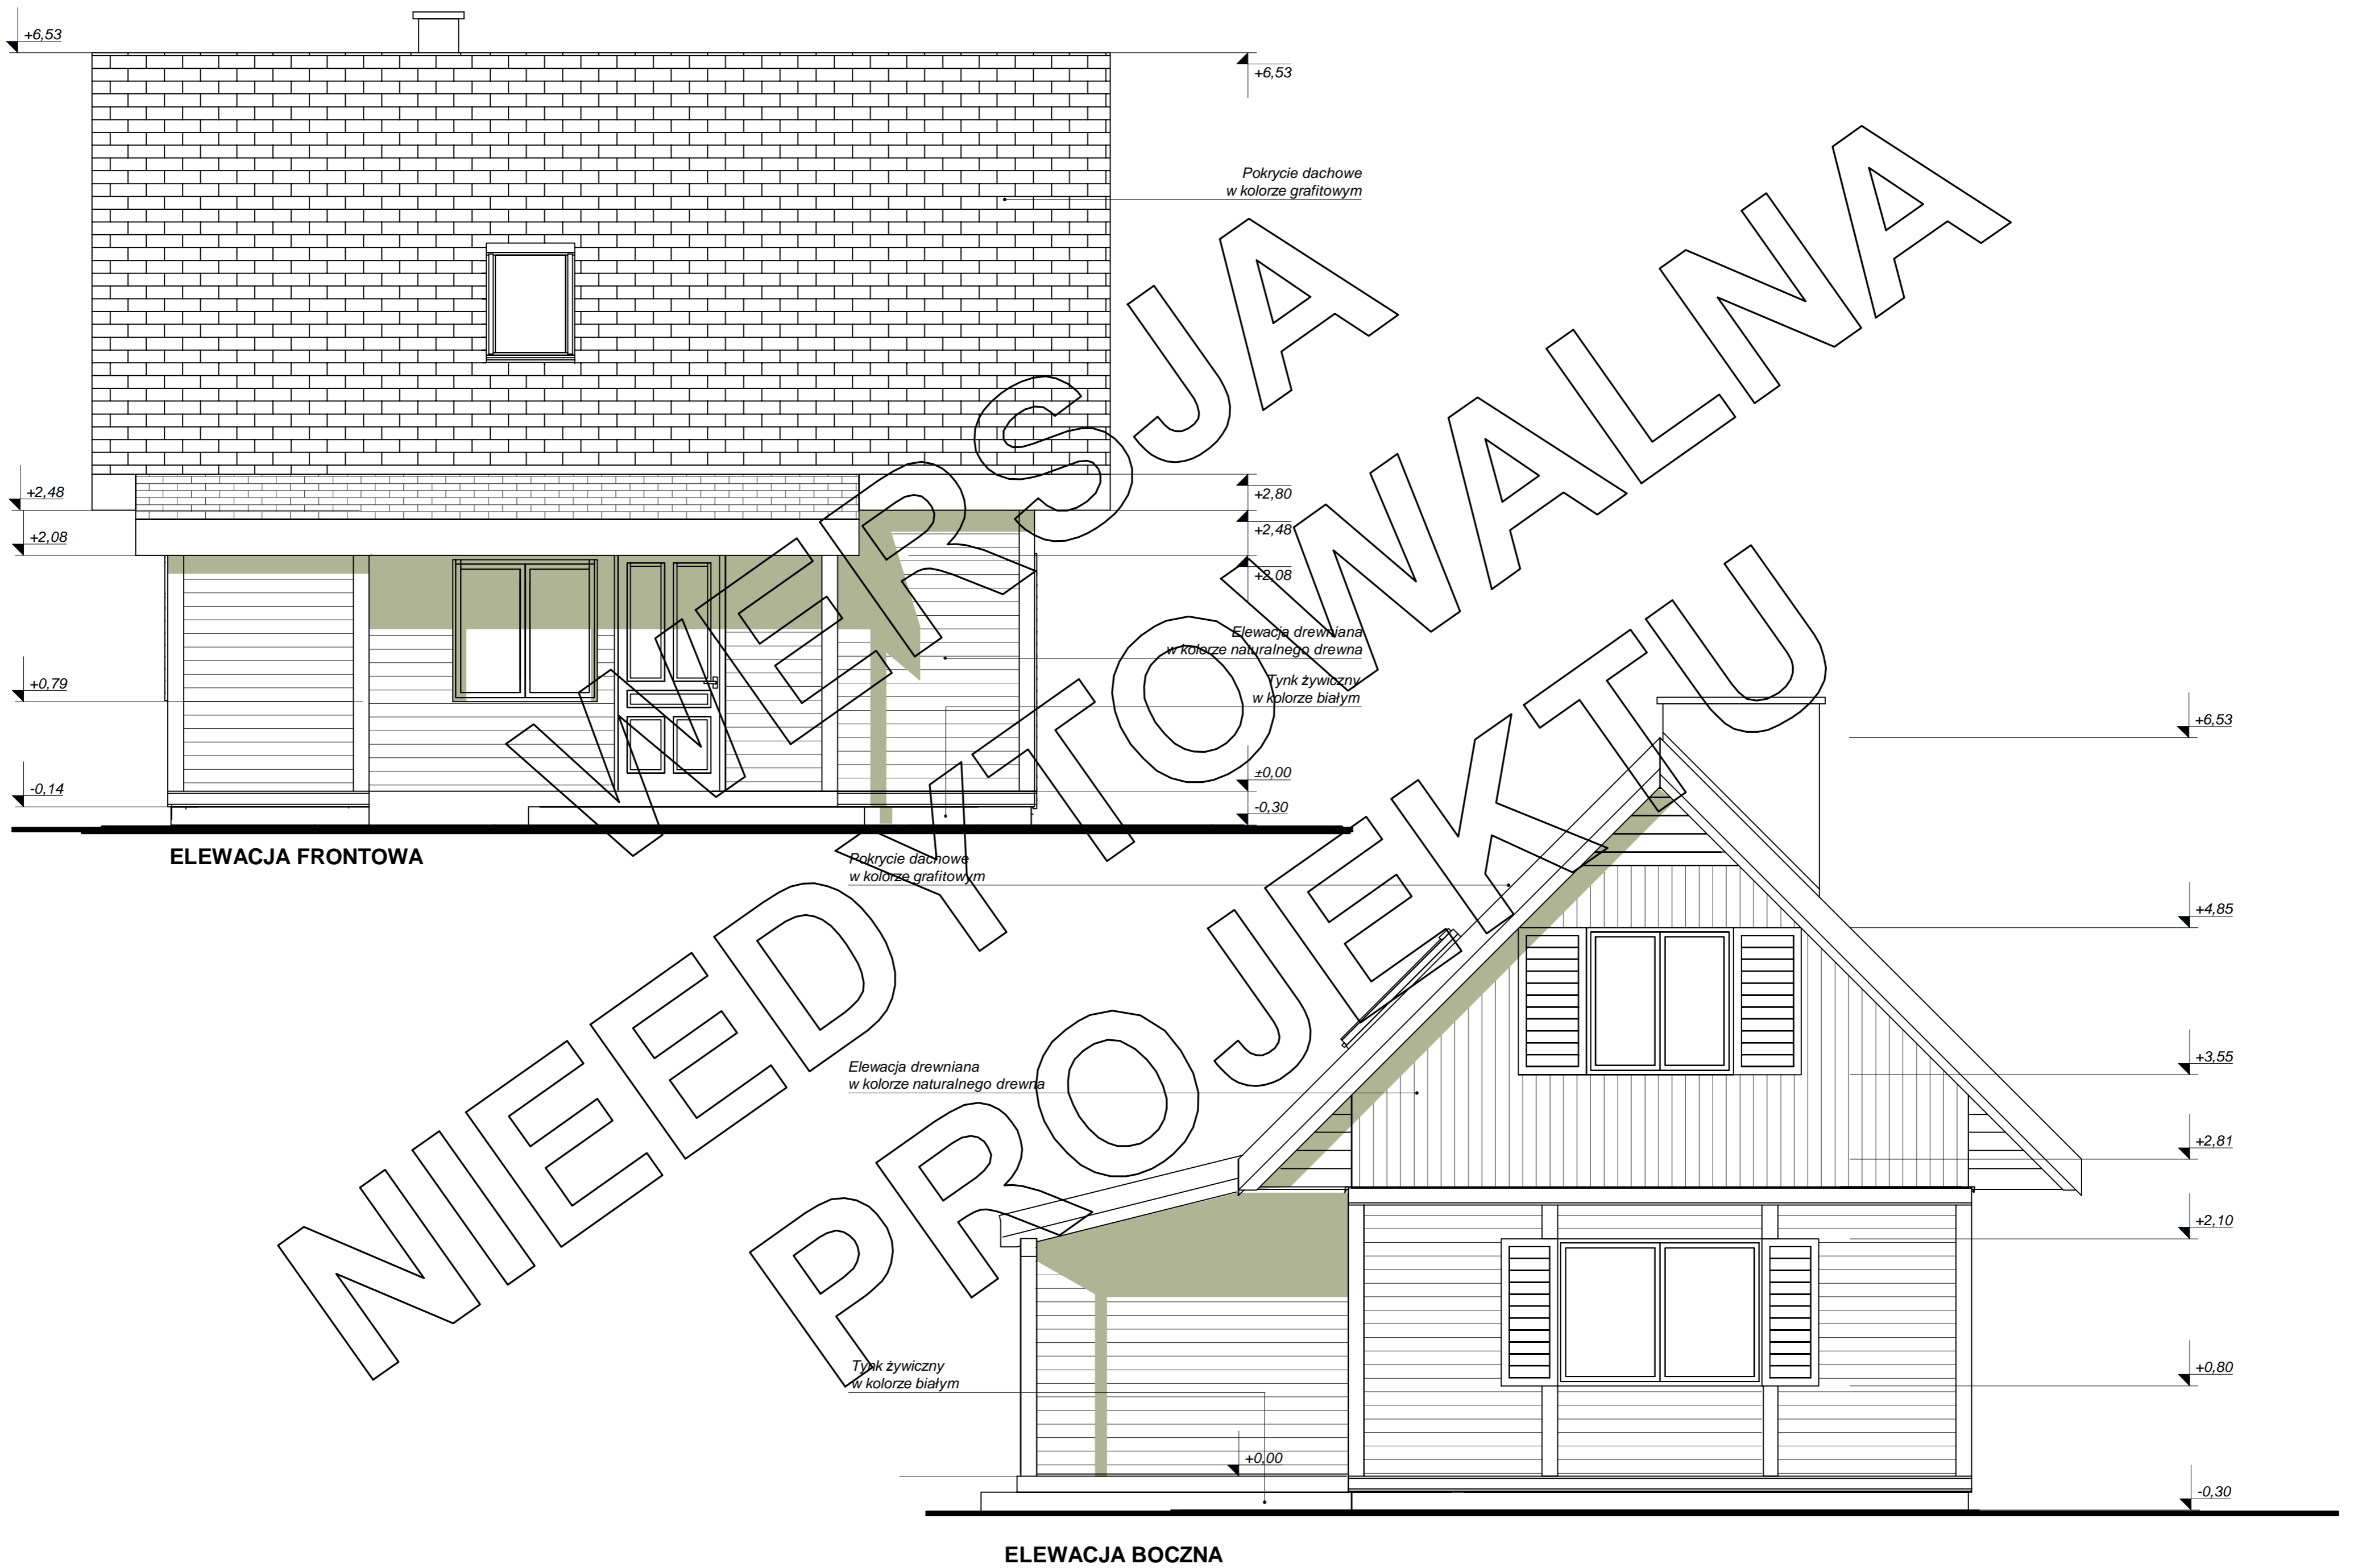 +6,53
+6,53
Pokrycie dachowe
w kolorze grafitowym
+2,48
+2,80
+2,48
+2,08
+2,08
Elewacja drewniana
w kolorze naturalnego drewna
Tynk żywiczny
w kolorze białym
+0,79
-0,14
±0,00
-0,30
ELEWACJA FRONTOWA
WERSJA
NIEEDYTOWALNA
PROJEKTU
+6,53
Pokrycie dachowe
w kolorze grafitowym
+4,85
+3,55
Elewacja drewniana
w kolorze naturalnego drewna
+2,81
+2,10
Tynk żywiczny
w kolorze białym
+0,80
+0,00
-0,30
ELEWACJA BOCZNA